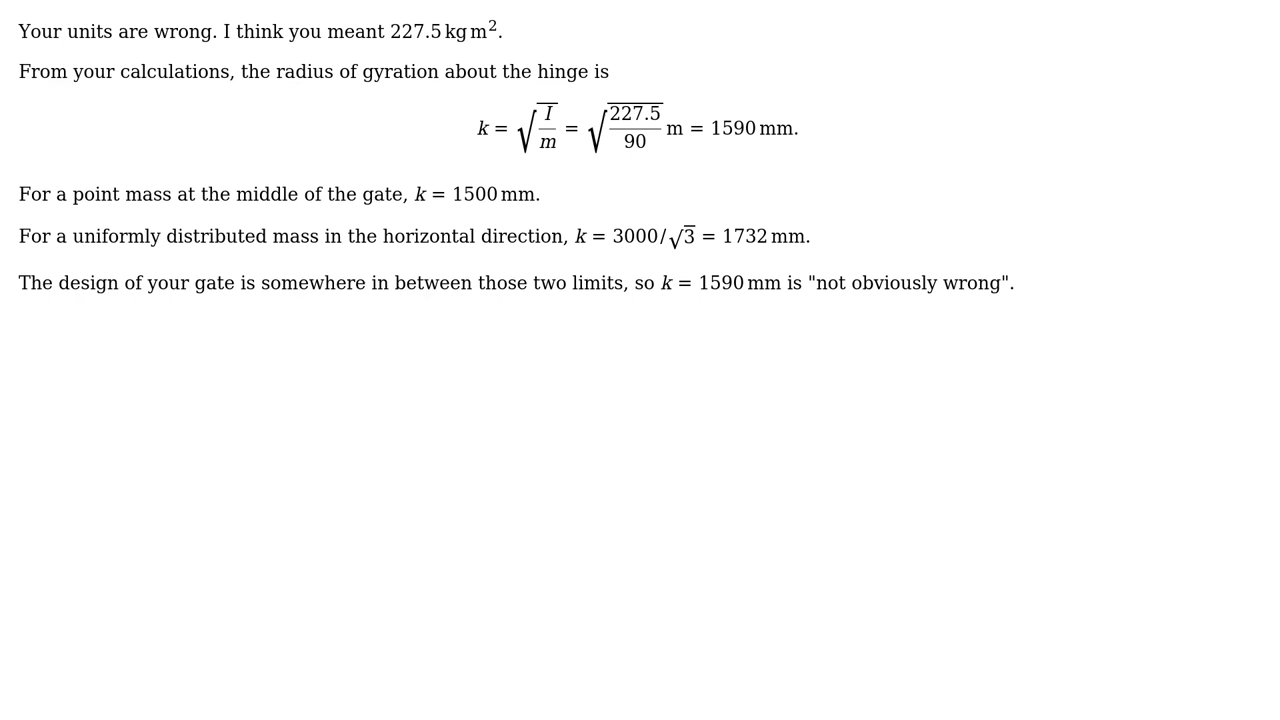 Your units are wrong. I think you meant 227.5 kg m².
From your calculations, the radius of gyration about the hinge is
k = √(I/m) = √(227.5/90) m = 1590 mm.
For a point mass at the middle of the gate, k = 1500 mm.
For a uniformly distributed mass in the horizontal direction, k = 3000/√3 = 1732 mm.
The design of your gate is somewhere in between those two limits, so k = 1590 mm is "not obviously wrong".